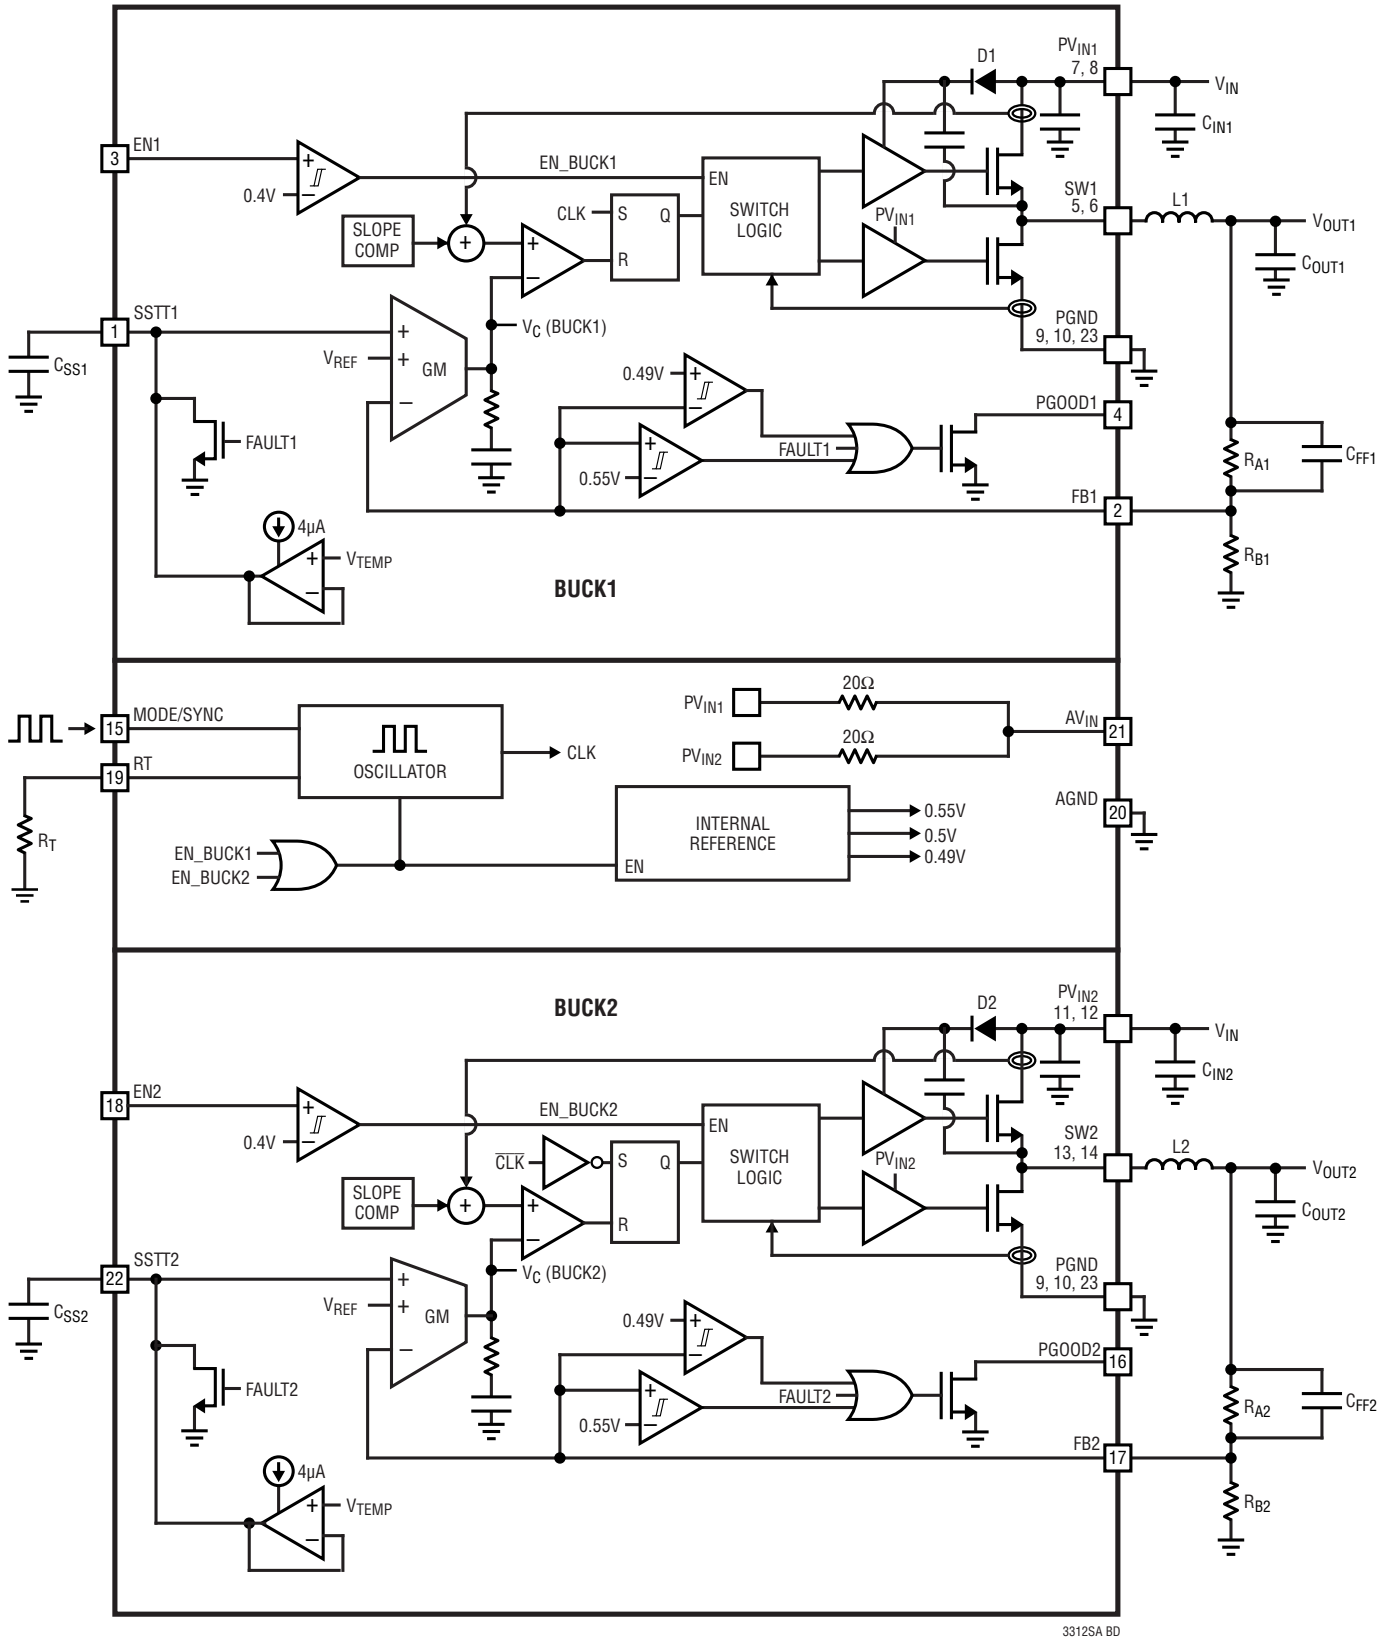 D1
PVIN1
7, 8
VIN
CIN1
3
EN1
+
–
0.4V
EN_BUCK1
SLOPE
COMP
+
+
–
CLK
S
Q
R
EN
SWITCH
LOGIC
PVIN1
SW1
5, 6
L1
VOUT1
COUT1
PGND
9, 10, 23
SSTT1
1
CSS1
VREF
+
+
–
GM
VC (BUCK1)
0.49V
+
–
+
–
0.55V
FAULT1
PGOOD1
4
FAULT1
RA1
CFF1
FB1
2
RB1
4µA
+
–
VTEMP
BUCK1
MODE/SYNC
15
RT
19
RT
OSCILLATOR
CLK
PVIN1
20Ω
PVIN2
20Ω
AVIN
21
AGND
20
EN_BUCK1
EN_BUCK2
EN
INTERNAL
REFERENCE
0.55V
0.5V
0.49V
BUCK2
D2
PVIN2
11, 12
VIN
CIN2
18
EN2
+
–
0.4V
EN_BUCK2
SLOPE
COMP
+
+
–
CLK
S
Q
R
EN
SWITCH
LOGIC
PVIN2
SW2
13, 14
L2
VOUT2
COUT2
PGND
9, 10, 23
SSTT2
22
CSS2
VREF
+
+
–
GM
VC (BUCK2)
0.49V
+
–
+
–
0.55V
FAULT2
PGOOD2
16
FAULT2
RA2
CFF2
FB2
17
RB2
4µA
+
–
VTEMP
3312SA BD